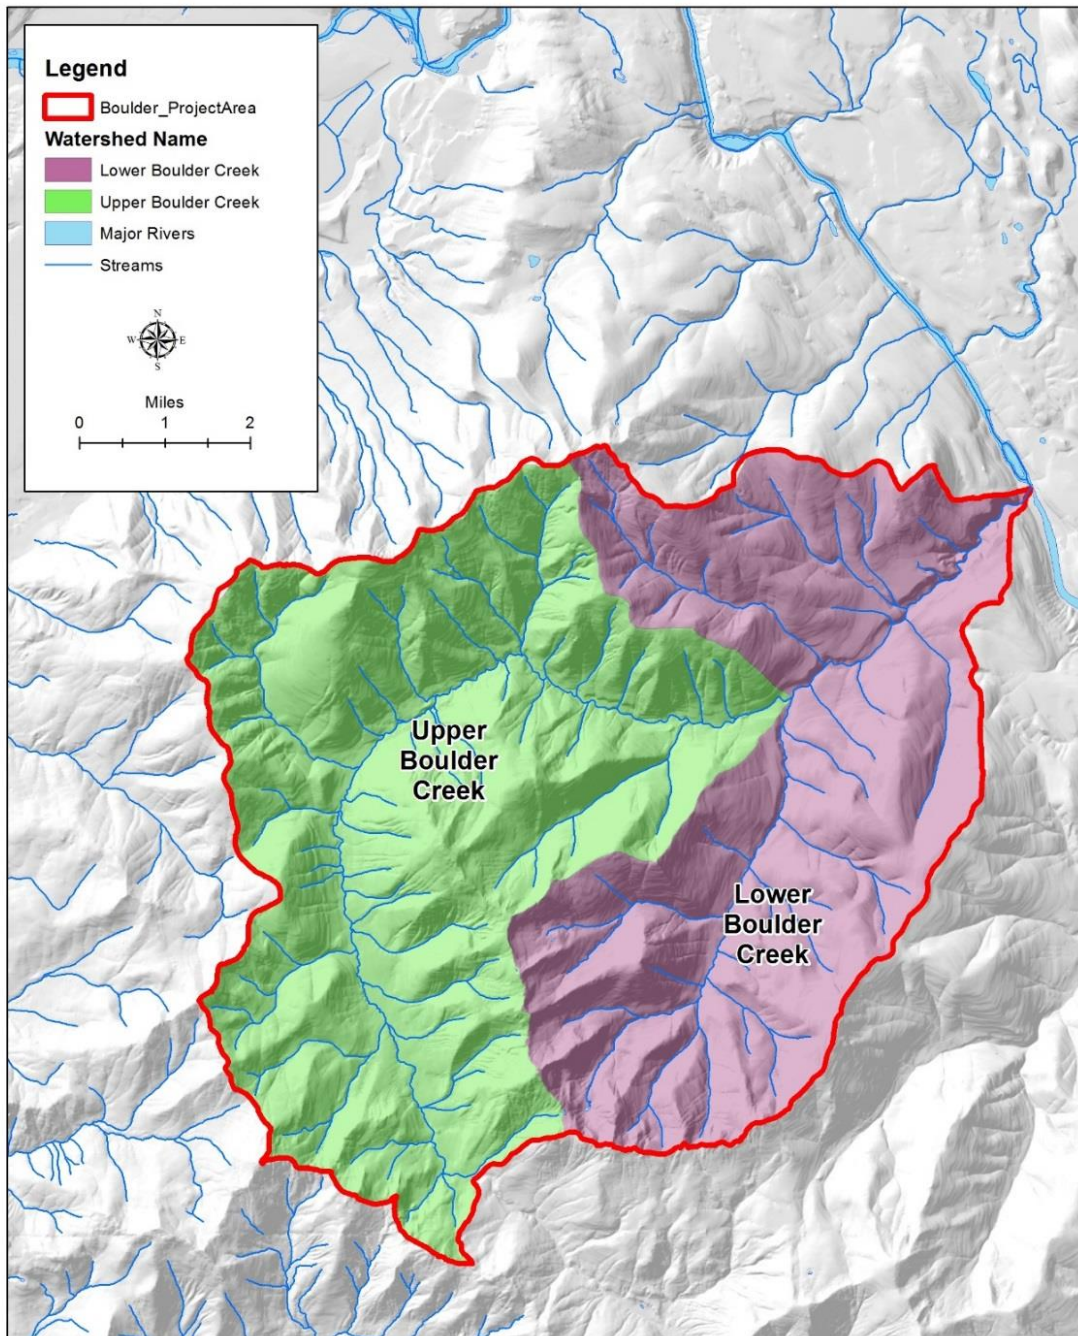 Legend
Boulder_ProjectArea
Watershed Name
Lower Boulder Creek
Upper Boulder Creek
Major Rivers
Streams
N
W E
S
Miles
0 1 2
Upper
Boulder
Creek
Lower
Boulder
Creek